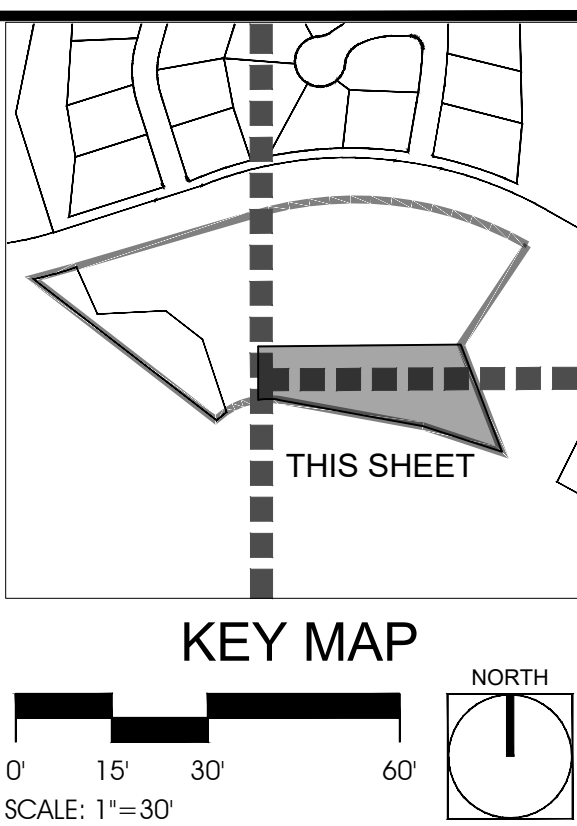 THIS SHEET
KEY MAP
NORTH
0' 15' 30' 60'
SCALE: 1"=30'